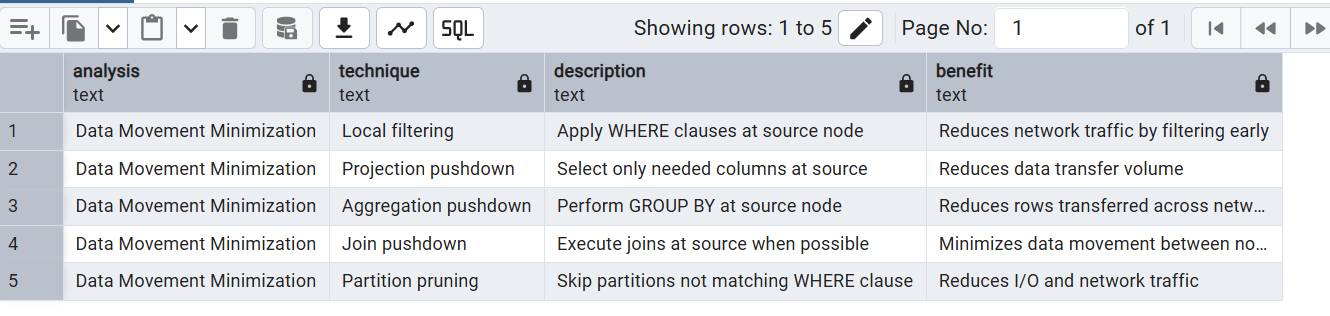 SQL Showing rows: 1 to 5 Page No: 1 of 1
analysis technique description benefit
text text text text
1 Data Movement Minimization Local filtering Apply WHERE clauses at source node Reduces network traffic by filtering early
2 Data Movement Minimization Projection pushdown Select only needed columns at source Reduces data transfer volume
3 Data Movement Minimization Aggregation pushdown Perform GROUP BY at source node Reduces rows transferred across netw…
4 Data Movement Minimization Join pushdown Execute joins at source when possible Minimizes data movement between no…
5 Data Movement Minimization Partition pruning Skip partitions not matching WHERE clause Reduces I/O and network traffic